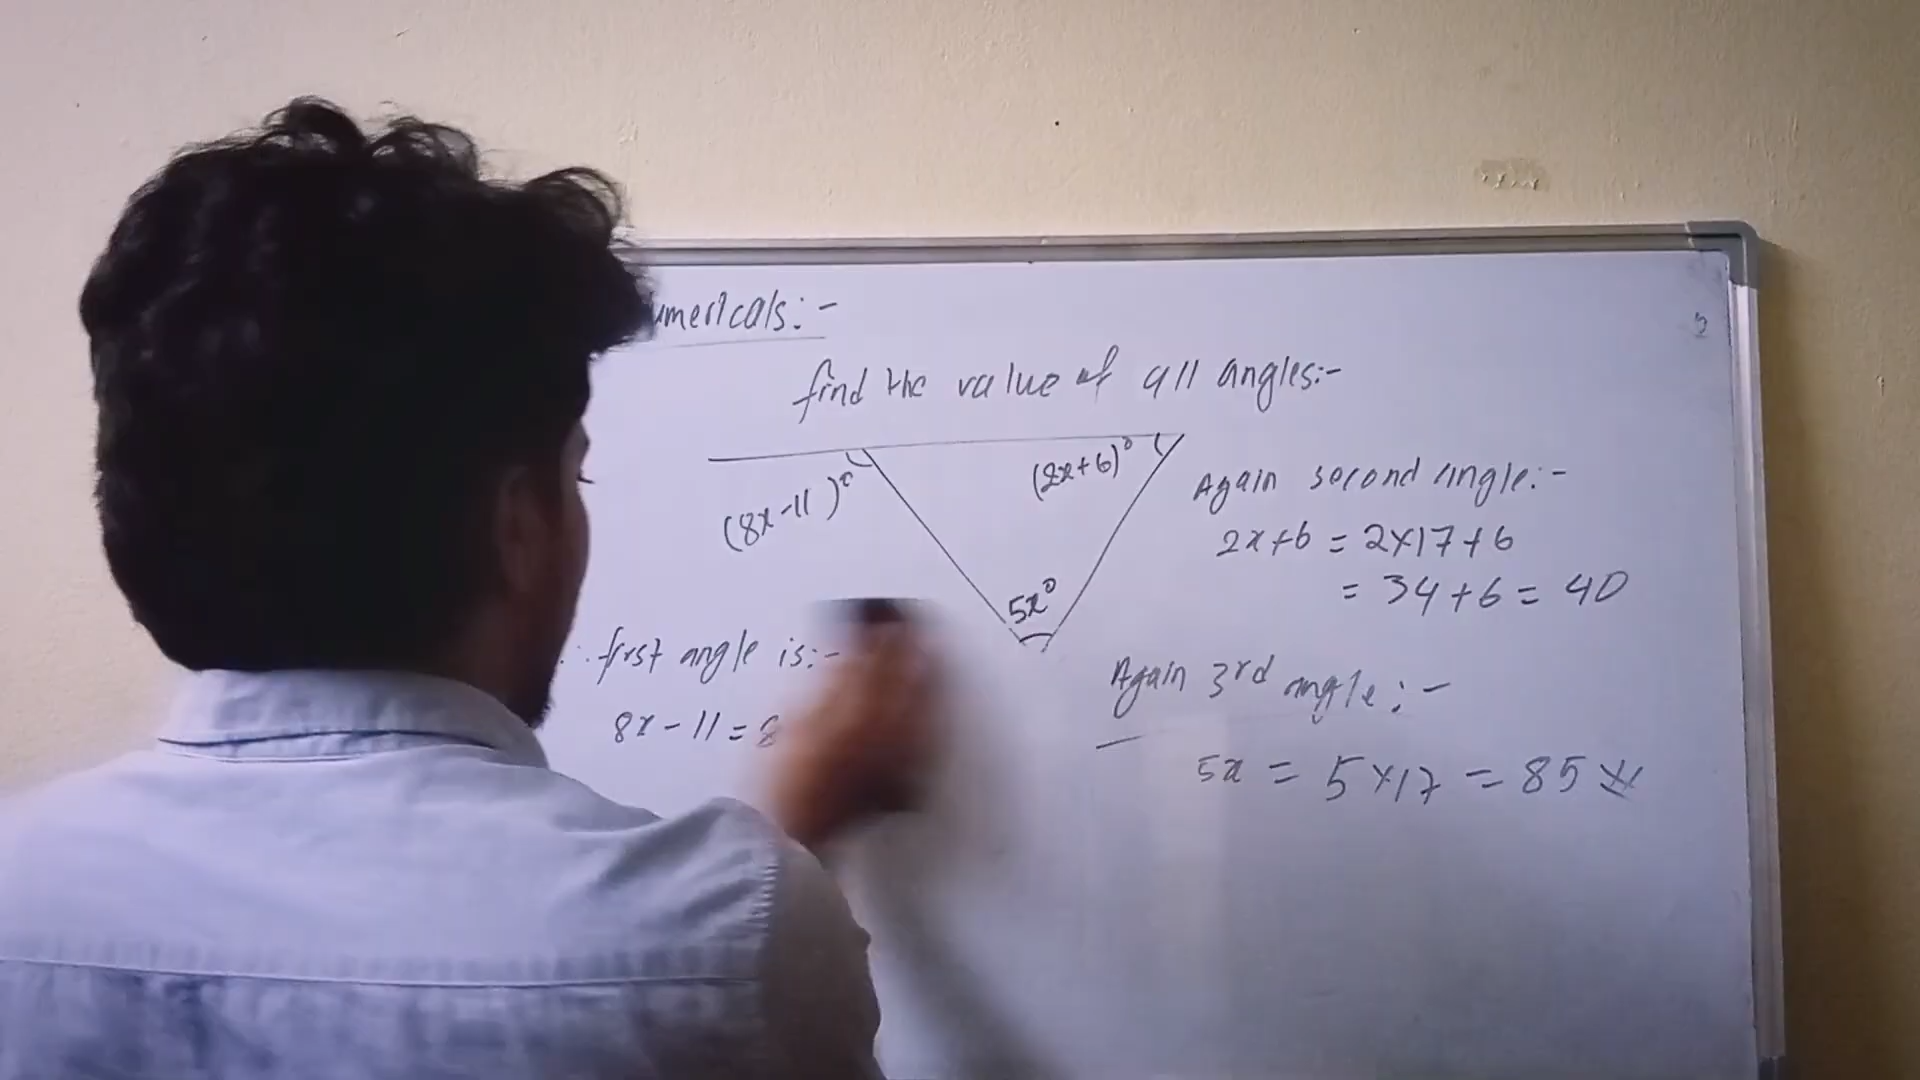 umericals:-
find the value of all angles:-
(8x-11)°
(2x+6)°
5x°
∴ first angle is:-
8x-11=8
Again second angle:-
2x+6 = 2×17+6
= 34+6 = 40
Again 3rd angle:-
5x = 5×17 = 85